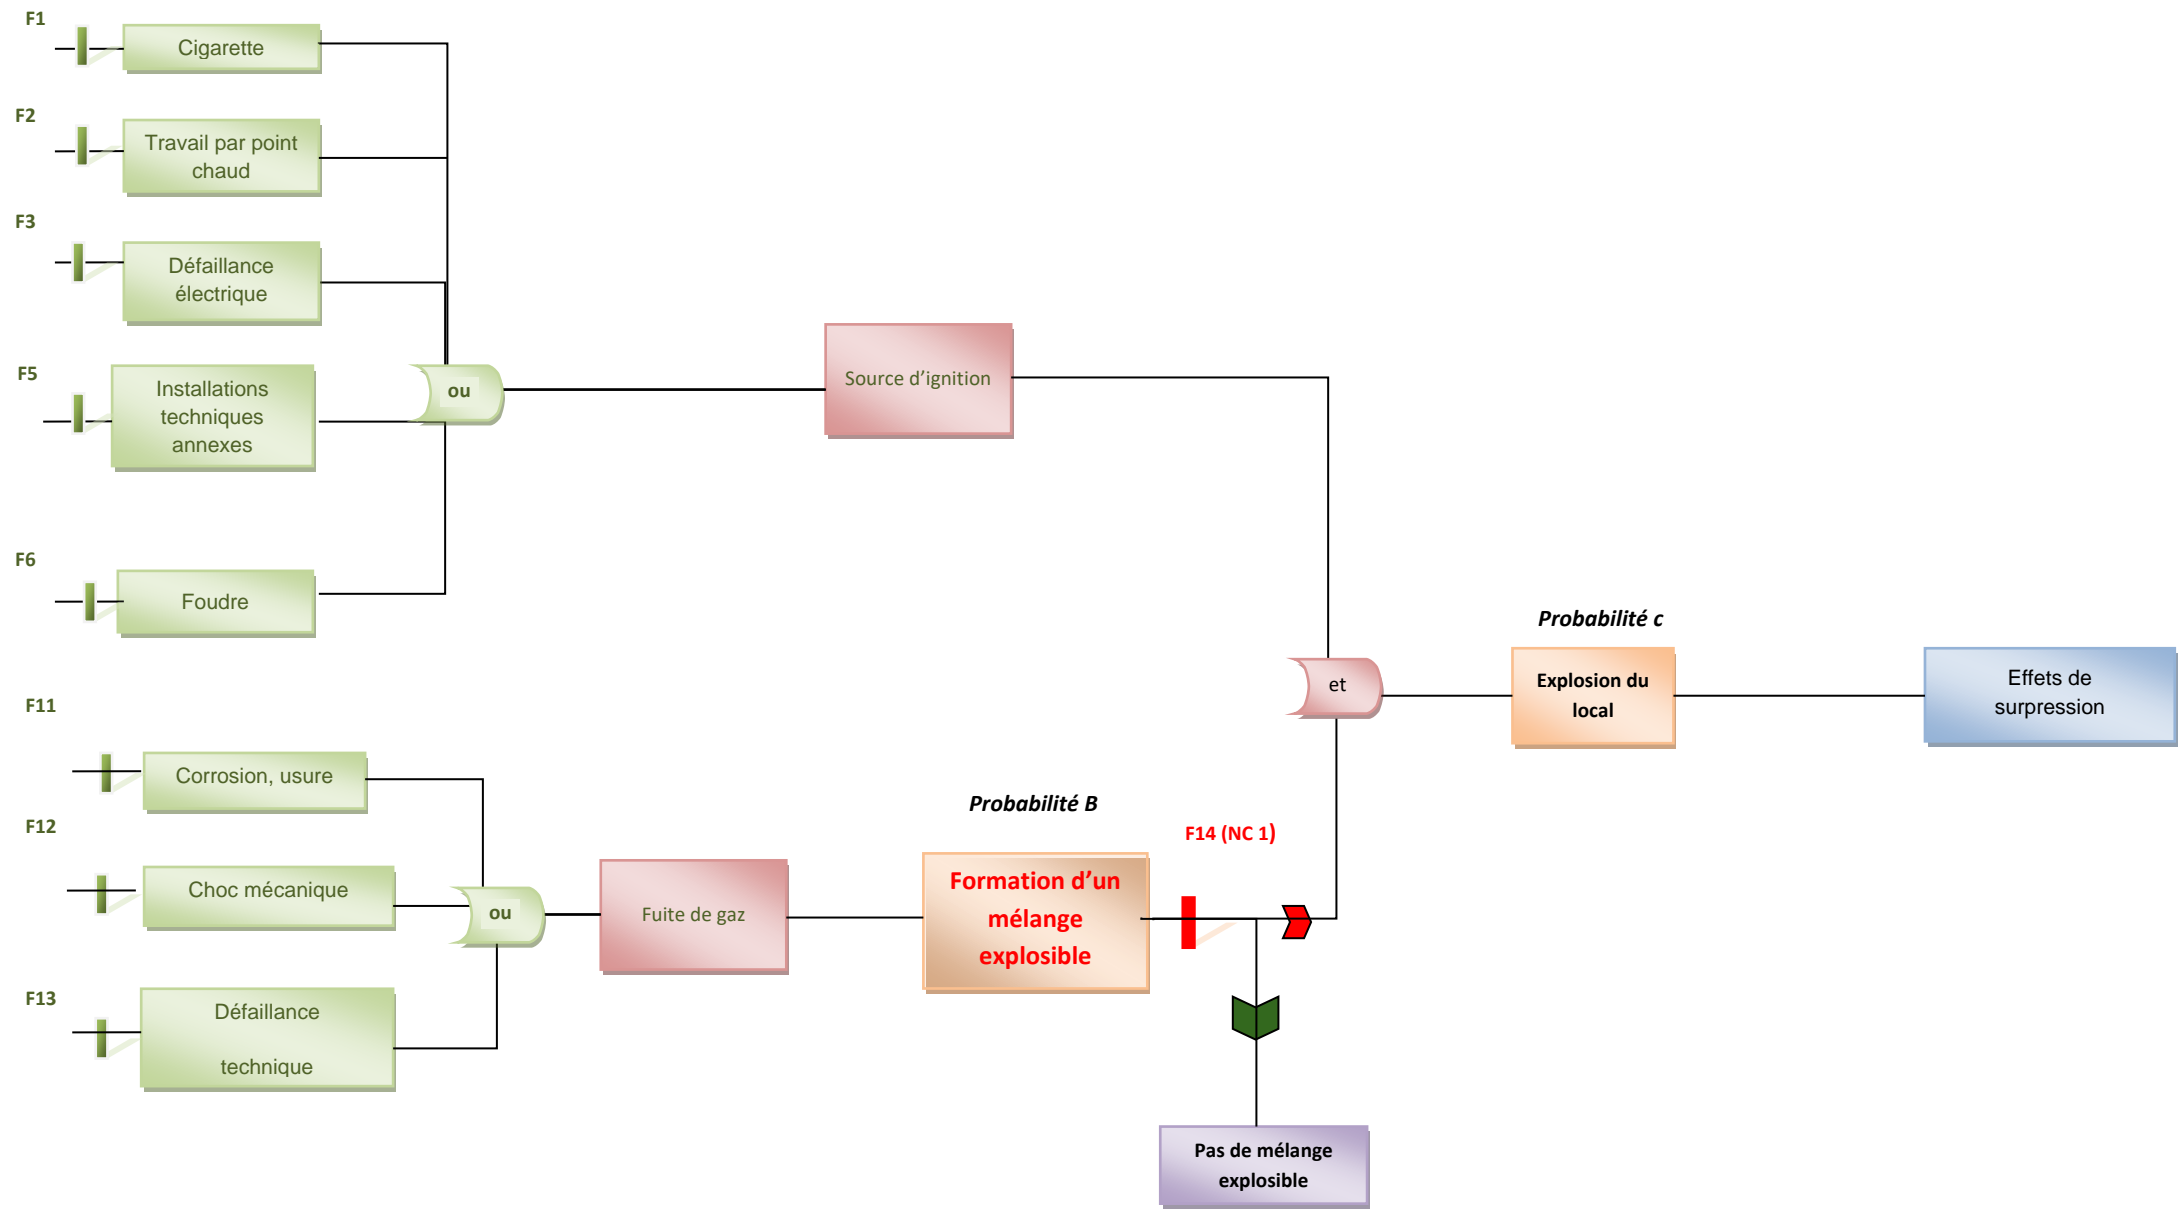 F1
Cigarette
F2
Travail par point
chaud
F3
Défaillance
électrique
F5
Installations
techniques
annexes
ou
Source d’ignition
F6
Foudre
Probabilité c
et
Explosion du
local
Effets de
surpression
F11
Corrosion, usure
Probabilité B
F12
F14 (NC 1)
Choc mécanique
ou
Fuite de gaz
Formation d’un
mélange
explosible
F13
Défaillance
technique
Pas de mélange
explosible